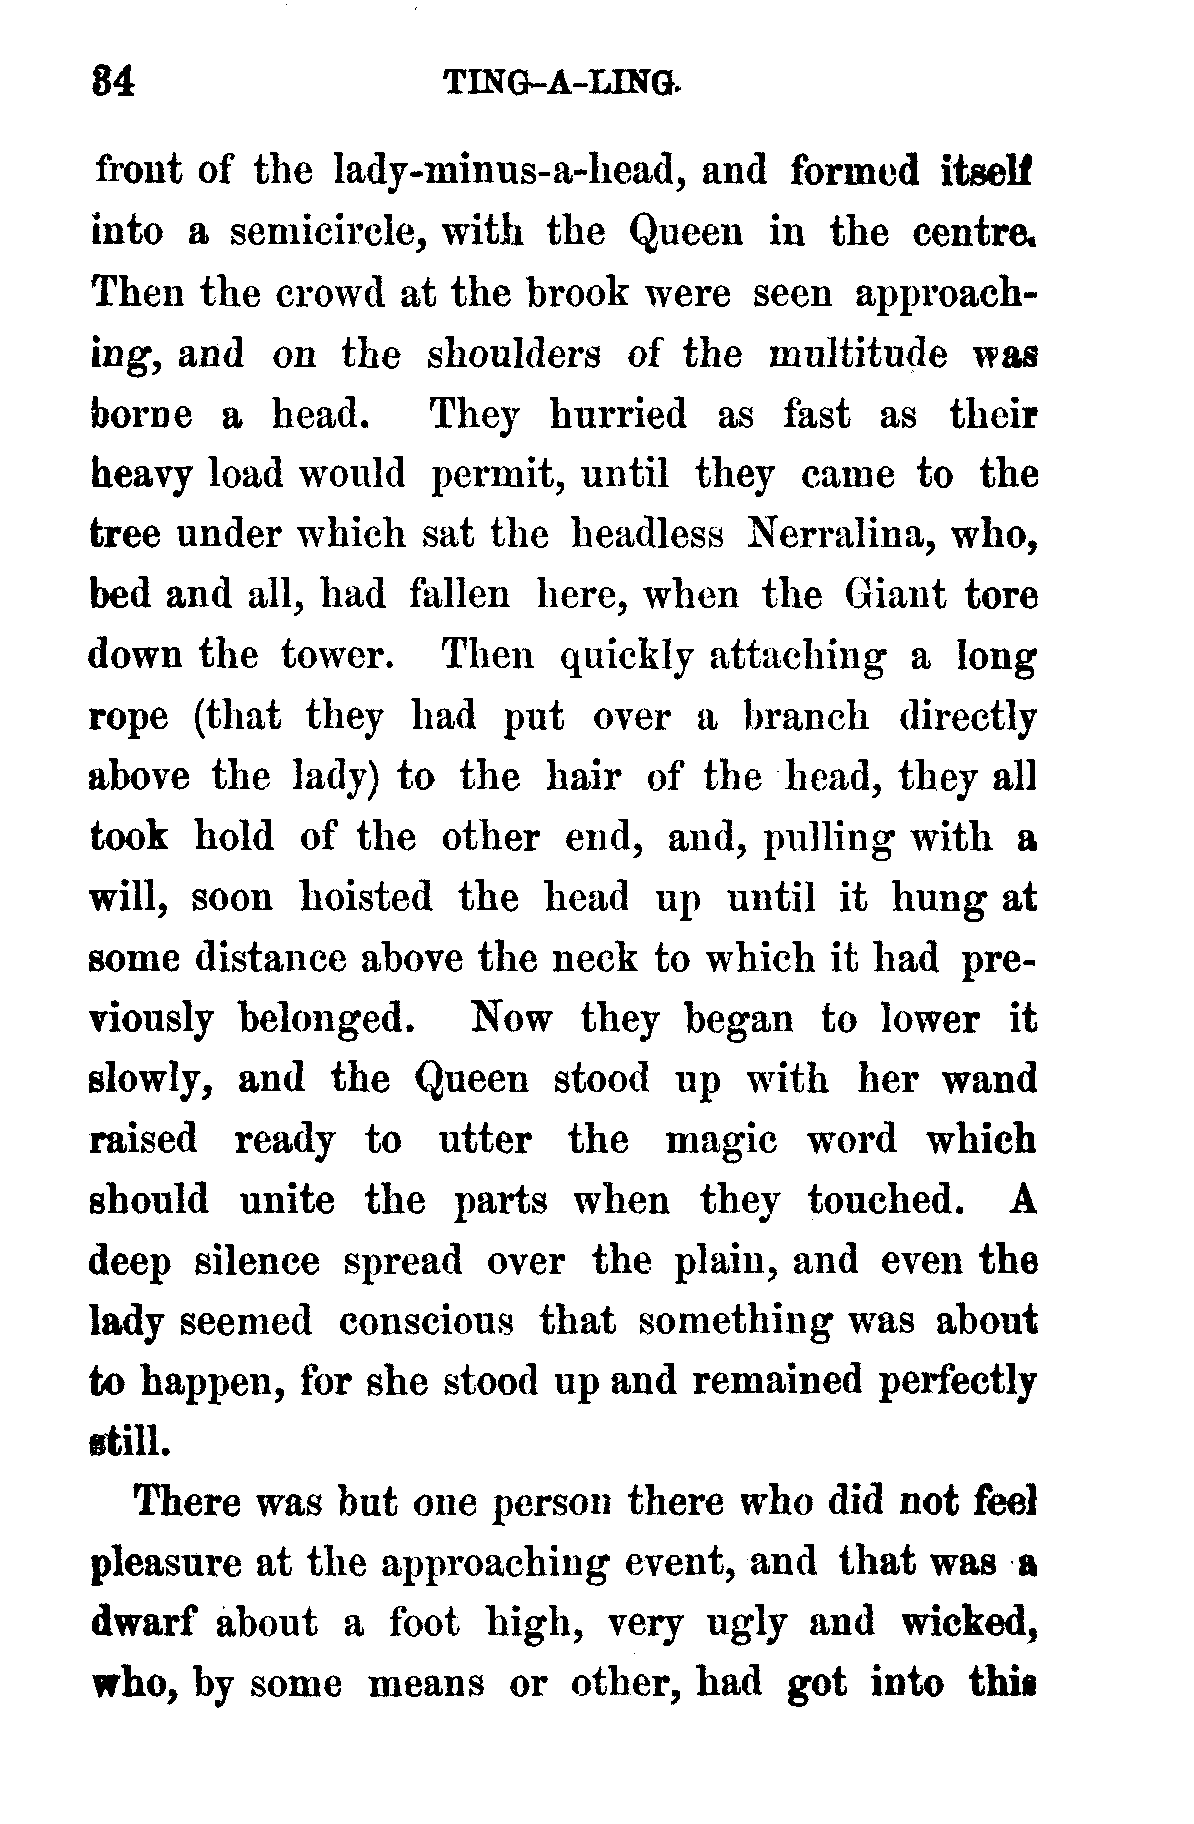 34 TING-A-LING.
front of the lady-minus-a-head, and formed itself
into a semicircle, with the Queen in the centre.
Then the crowd at the brook were seen approach-
ing, and on the shoulders of the multitude was
borne a head. They hurried as fast as their
heavy load would permit, until they came to the
tree under which sat the headless Nerralina, who,
bed and all, had fallen here, when the Giant tore
down the tower. Then quickly attaching a long
rope (that they had put over a branch directly
above the lady) to the hair of the head, they all
took hold of the other end, and, pulling with a
will, soon hoisted the head up until it hung at
some distance above the neck to which it had pre-
viously belonged. Now they began to lower it
slowly, and the Queen stood up with her wand
raised ready to utter the magic word which
should unite the parts when they touched. A
deep silence spread over the plain, and even the
lady seemed conscious that something was about
to happen, for she stood up and remained perfectly
still.
There was but one person there who did not feel
pleasure at the approaching event, and that was a
dwarf about a foot high, very ugly and wicked,
who, by some means or other, had got into this